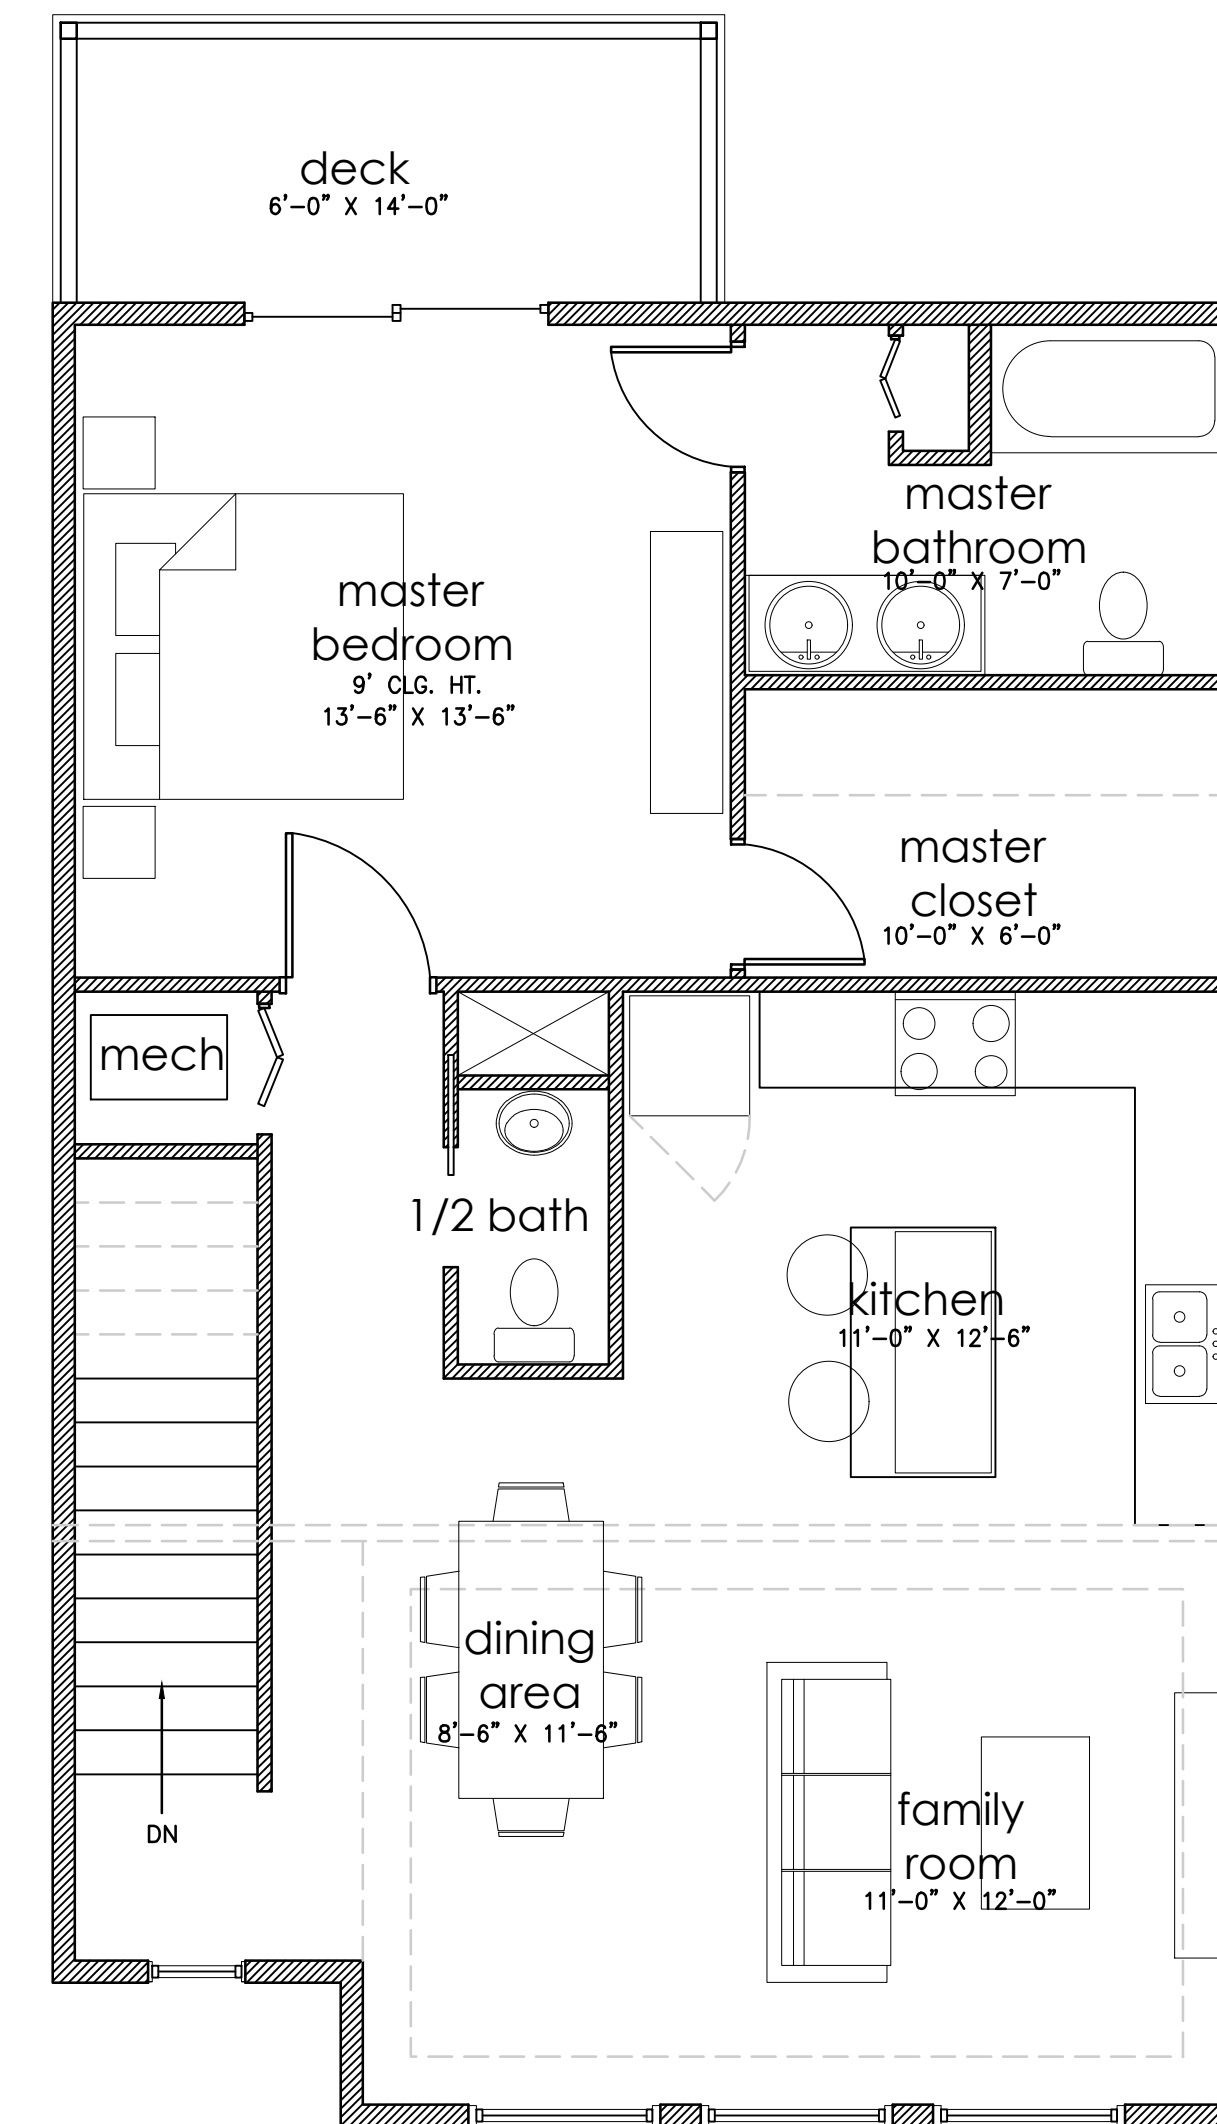 deck
6'-0" X 14'-0"
master
bathroom
10'-0" X 7'-0"
master
bedroom
9' CLG. HT.
13'-6" X 13'-6"
master
closet
10'-0" X 6'-0"
mech
1/2 bath
kitchen
11'-0" X 12'-6"
dining
area
8'-6" X 11'-6"
family
room
11'-0" X 12'-0"
DN